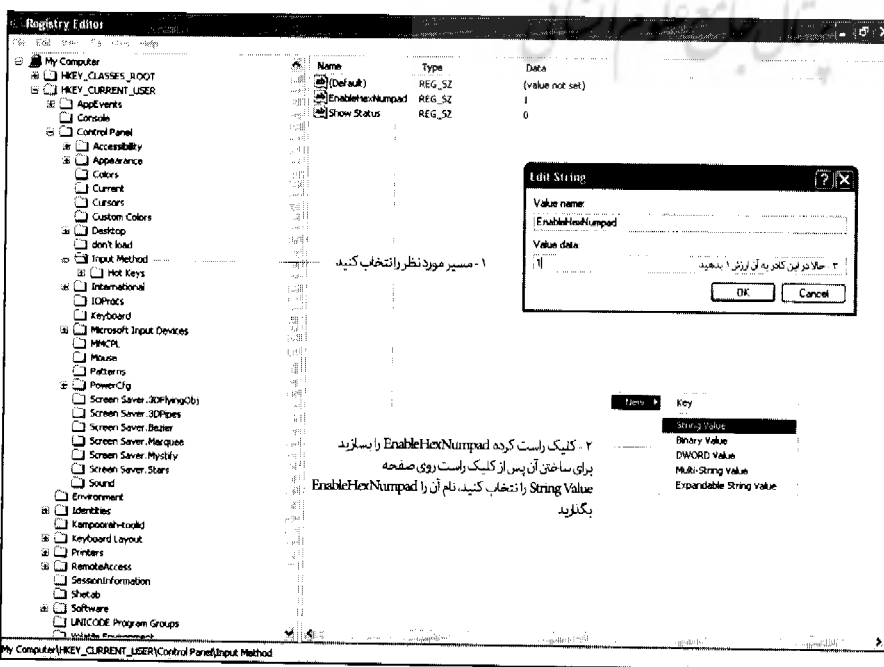 پرتال جامع علوم انسانی
Registry Editor
File Edit View Help
My Computer
HKEY_CLASSES_ROOT
HKEY_CURRENT_USER
AppEvents
Console
Control Panel
Accessibility
Appearance
Colors
Current
Cursors
Custom Colors
Desktop
don't load
Input Method
Hot Keys
International
IOProcs
Keyboard
Microsoft Input Devices
MMCPL
Mouse
Patterns
PowerCfg
Screen Saver.3DFlyingObj
Screen Saver.3DPipes
Screen Saver.Bezier
Screen Saver.Marquee
Screen Saver.Mystify
Screen Saver.Stars
Sound
Environment
Identities
Kampoorah-toolid
Keyboard Layout
Printers
RemoteAccess
SessionInformation
Shetab
Software
UNICODE Program Groups
Volatile Environment
Name Type Data
(Default) REG_SZ (value not set)
EnableHexNumpad REG_SZ 1
Show Status REG_SZ 0
Edit String
Value name:
EnableHexNumpad
Value data:
1
۳ - حالا در این کادر به آن ارزش ۱ بدهید
OK Cancel
۱ - مسیر مورد نظر را انتخاب کنید
New Key
String Value
Binary Value
DWORD Value
Multi-String Value
Expandable String Value
۲ - کلیک راست کرده EnableHexNumpad را بسازید
برای ساختن آن پس از کلیک راست روی صفحه
String Value را انتخاب کنید، نام آن را EnableHexNumpad
بگذارید
My Computer\HKEY_CURRENT_USER\Control Panel\Input Method